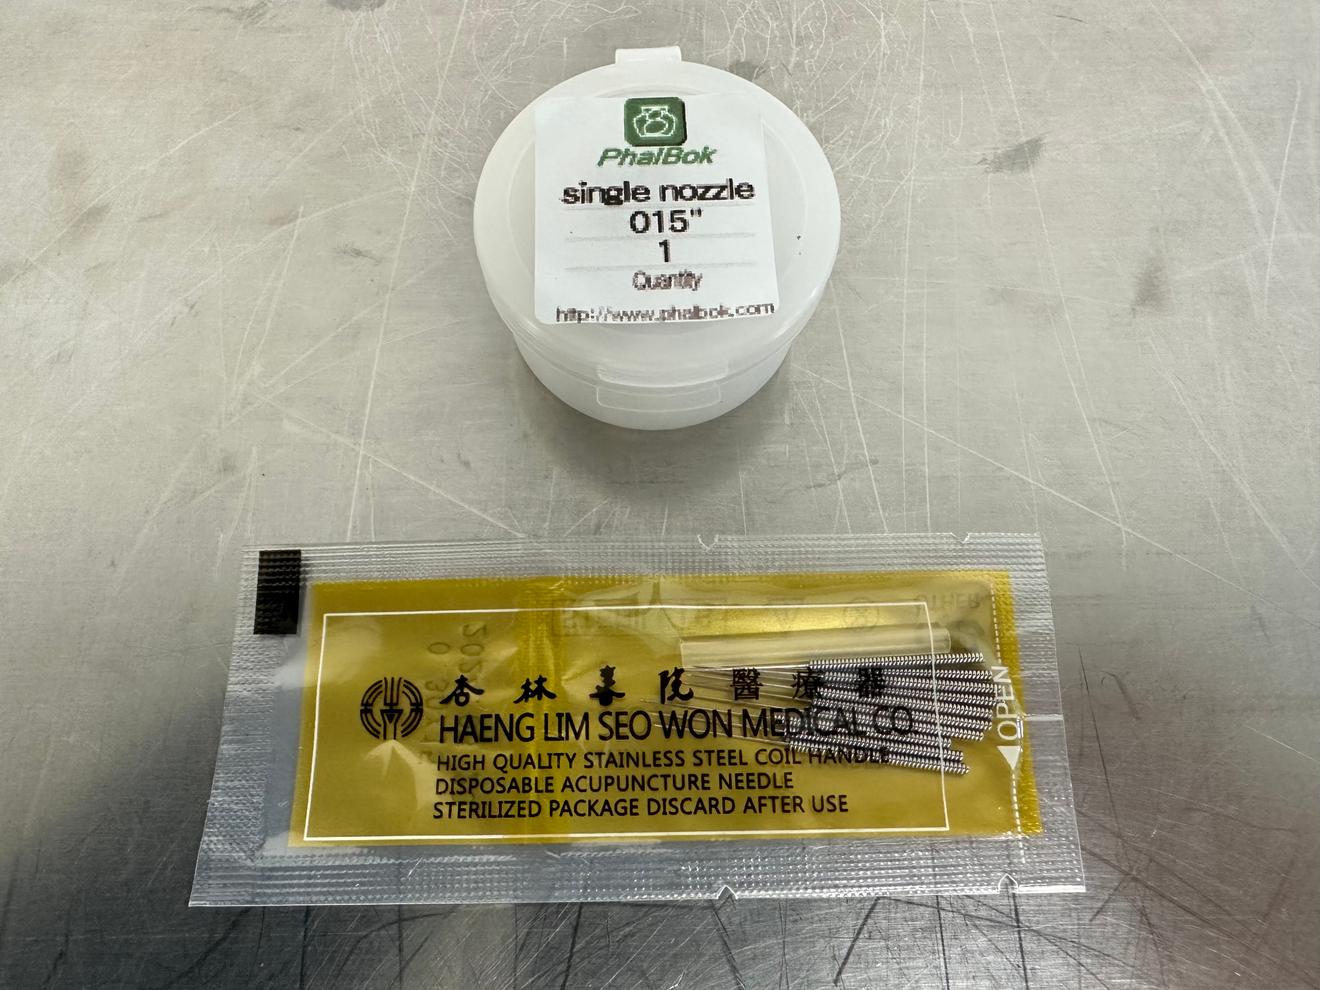 PhalBok
single nozzle
015"
1
Quantity
http://www.phalbok.com
杏林書院 醫療器
HAENG LIM SEO WON MEDICAL CO.
HIGH QUALITY STAINLESS STEEL COIL HANDLE
DISPOSABLE ACUPUNCTURE NEEDLE
STERILIZED PACKAGE DISCARD AFTER USE
OPEN